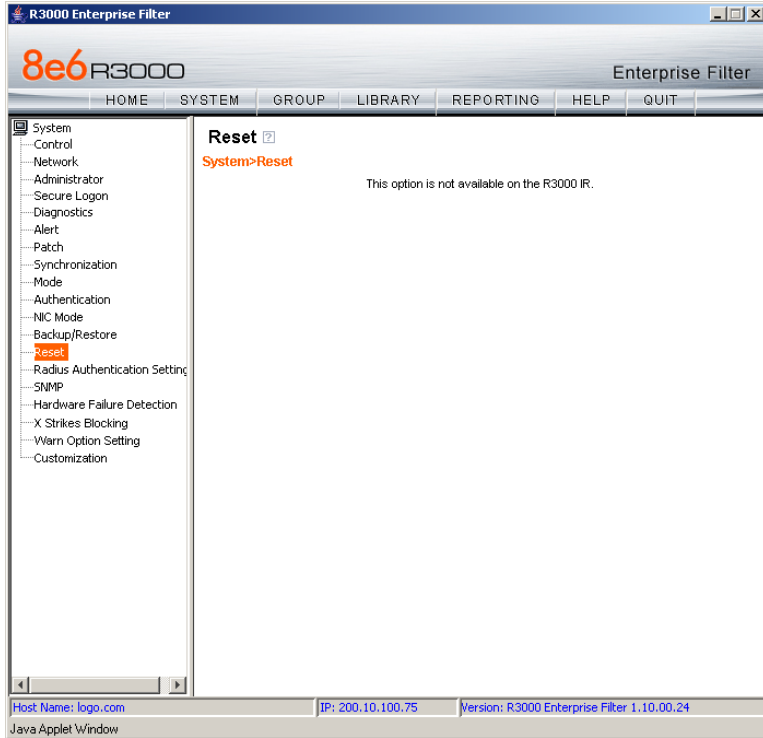 R3000 Enterprise Filter
8e6 R3000
Enterprise Filter
HOME SYSTEM GROUP LIBRARY REPORTING HELP QUIT
System
Control
Network
Administrator
Secure Logon
Diagnostics
Alert
Patch
Synchronization
Mode
Authentication
NIC Mode
Backup/Restore
Reset
Radius Authentication Setting
SNMP
Hardware Failure Detection
X Strikes Blocking
Warn Option Setting
Customization
Reset ?
System>Reset
This option is not available on the R3000 IR.
Host Name: logo.com IP: 200.10.100.75 Version: R3000 Enterprise Filter 1.10.00.24
Java Applet Window